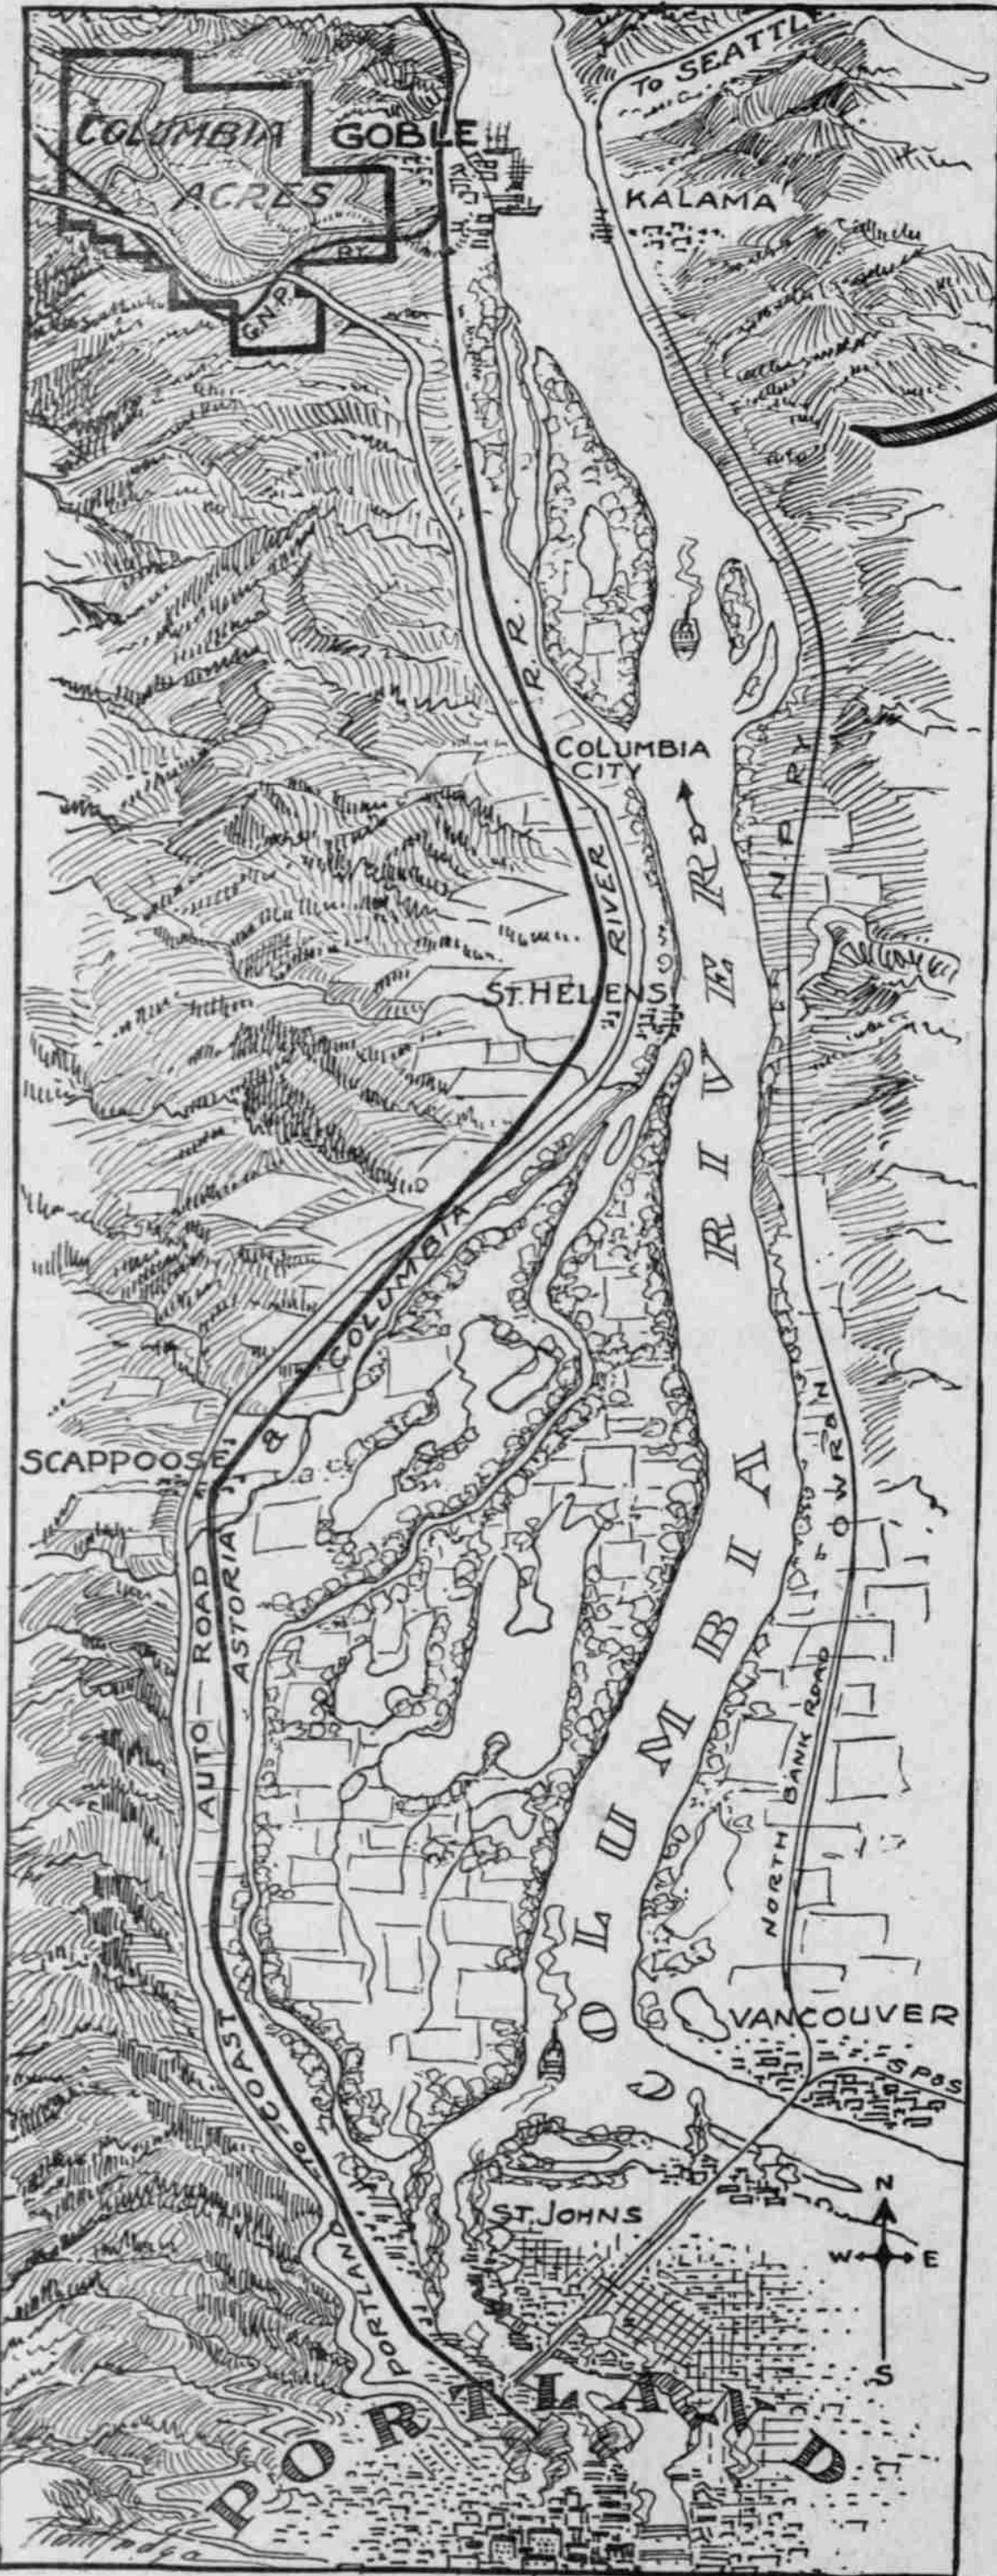 TO SEATTLE
COLUMBIA
ACRES
GOBLE
KALAMA
RY.
G.N.P.
R.R.
COLUMBIA
CITY
N.P. RY.
RIVER
ST. HELENS
COLUMBIA RIVER
COLUMBIA
&
SCAPPOOSE
ASTORIA
AUTO-ROAD
NORTH BANK ROAD
VANCOUVER
S P & S
TO COAST
PORTLAND
ST. JOHNS
N
W E
S
PORTLAND